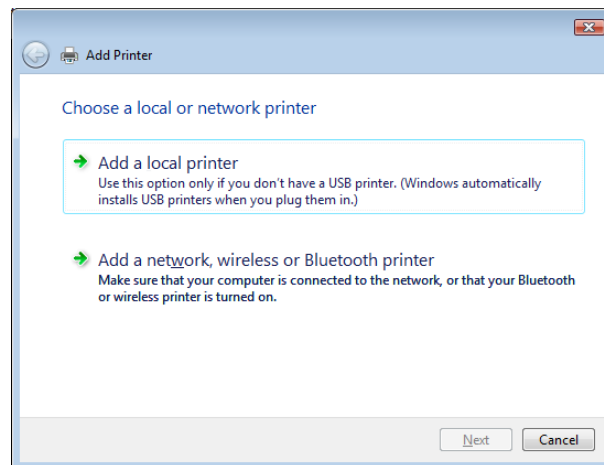 Add Printer
Choose a local or network printer
Add a local printer
Use this option only if you don't have a USB printer. (Windows automatically
installs USB printers when you plug them in.)
Add a network, wireless or Bluetooth printer
Make sure that your computer is connected to the network, or that your Bluetooth
or wireless printer is turned on.
Next Cancel